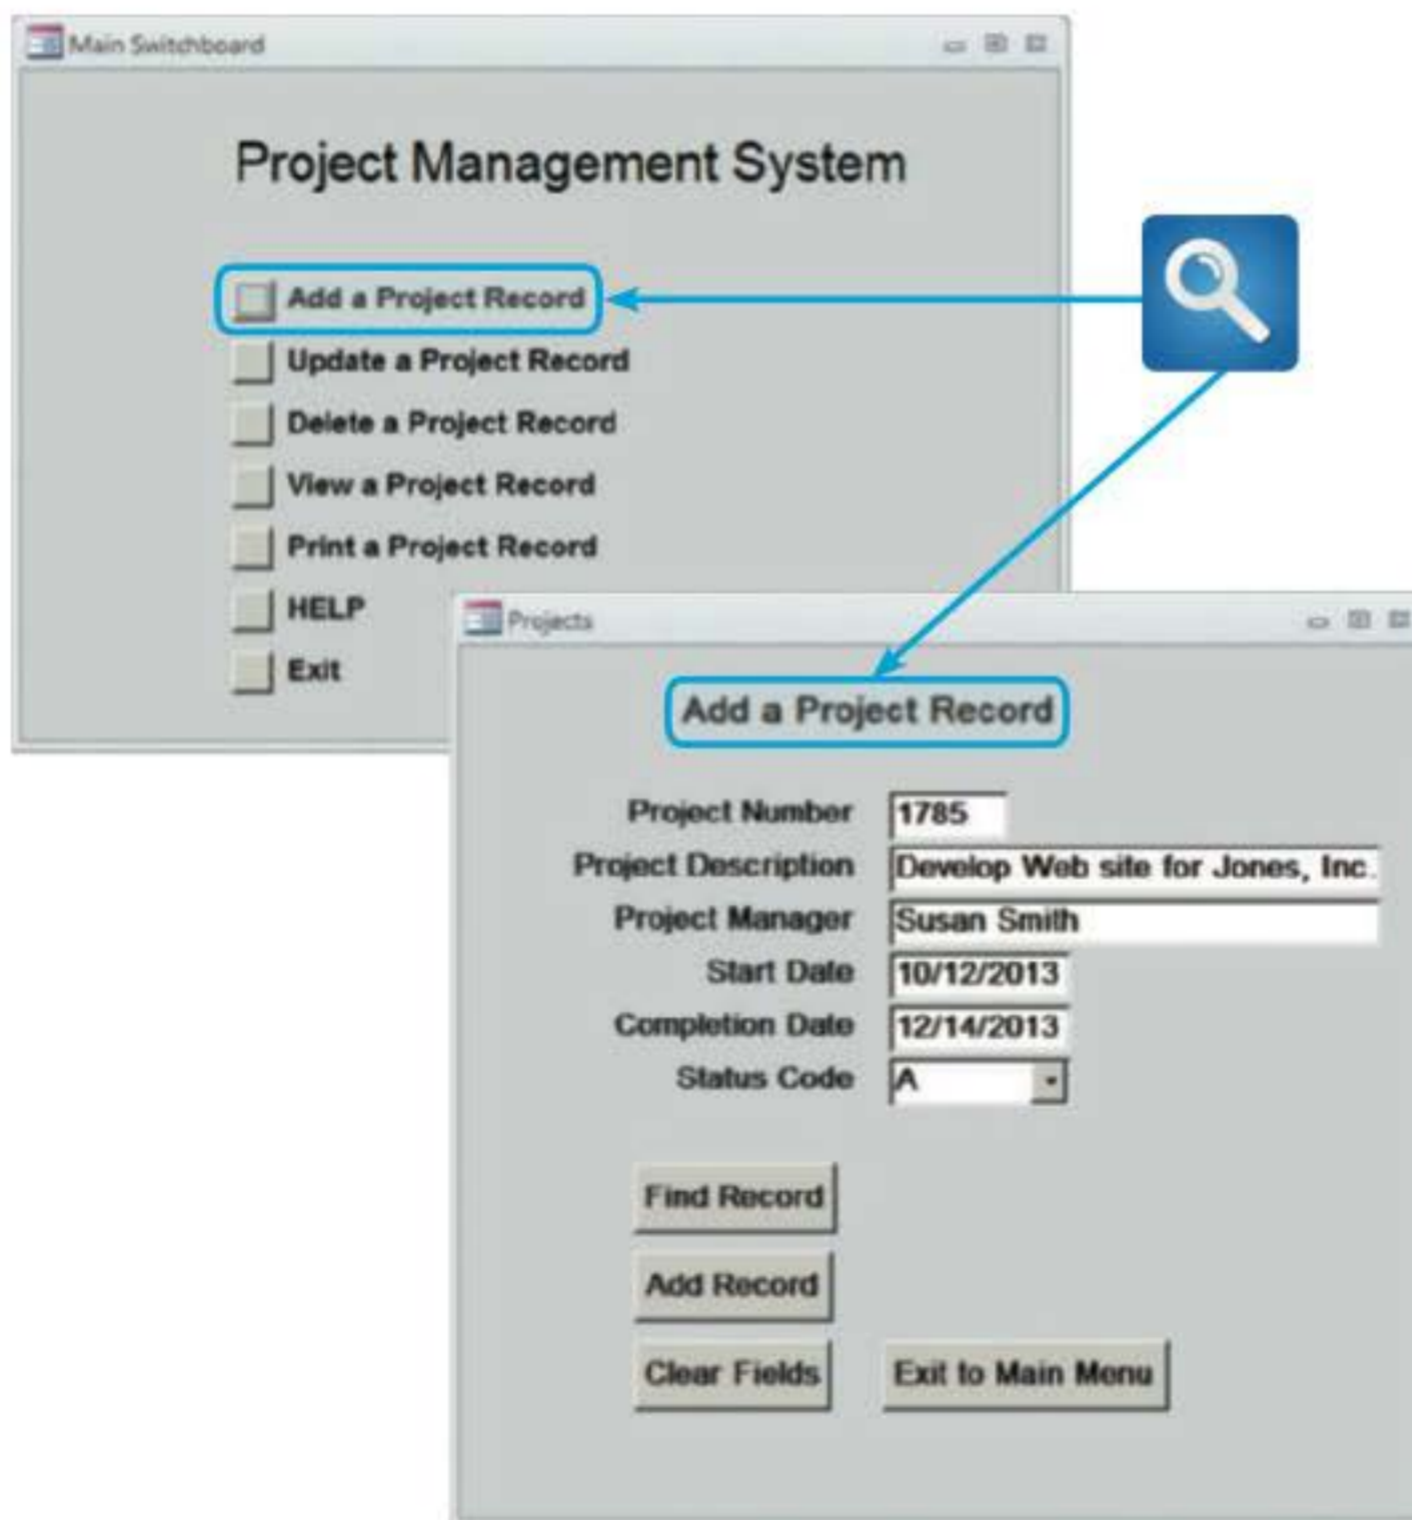 Main Switchboard
Project Management System
Add a Project Record
Update a Project Record
Delete a Project Record
View a Project Record
Print a Project Record
HELP
Exit
Projects
Add a Project Record
Project Number 1785
Project Description Develop Web site for Jones, Inc.
Project Manager Susan Smith
Start Date 10/12/2013
Completion Date 12/14/2013
Status Code A
Find Record
Add Record
Clear Fields Exit to Main Menu